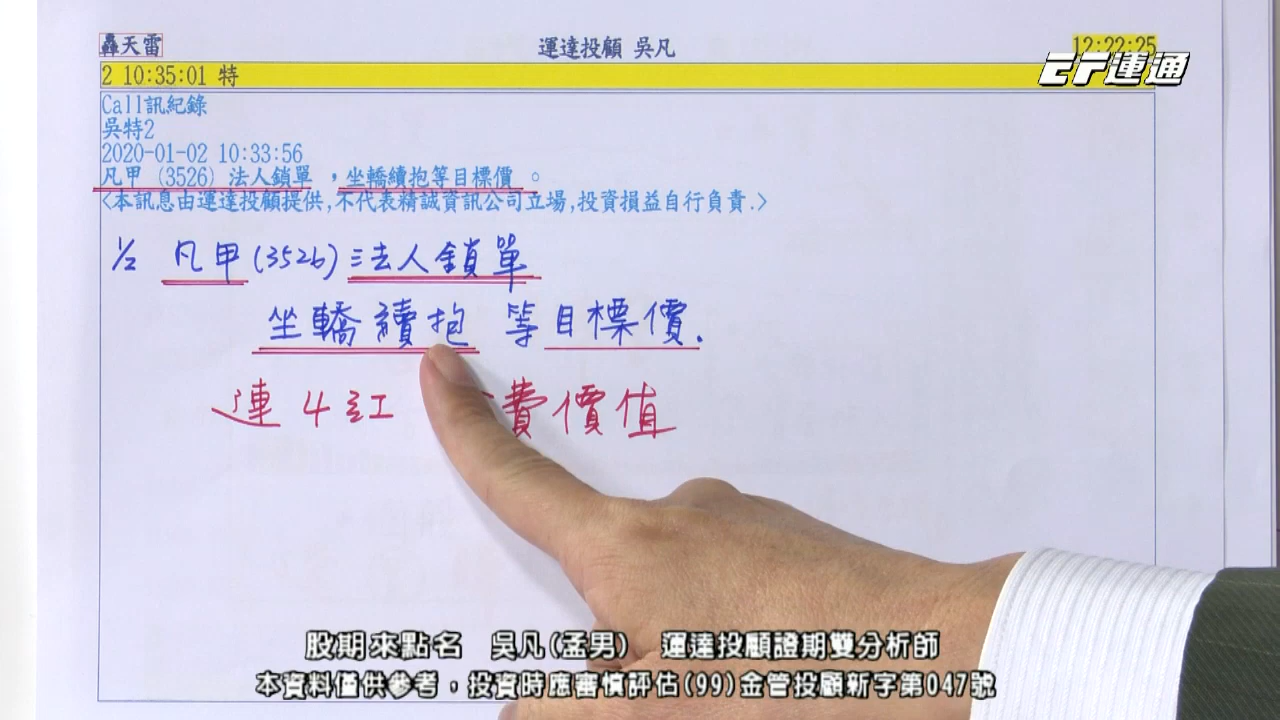 轟天雷 運達投顧 吳凡 12:22:25
EF運通
2 10:35:01 特
Call訊紀錄
吳特2
2020-01-02 10:33:56
凡甲 (3526) 法人鎖單 ，坐轎續抱等目標價 。
<本訊息由運達投顧提供,不代表精誠資訊公司立場,投資損益自行負責.>
1/2 凡甲(3526)法人鎖單
坐轎續抱 等目標價.
連4紅 費價值
股期來點名 吳凡(孟男) 運達投顧證期雙分析師
本資料僅供參考，投資時應審慎評估(99)金管投顧新字第047號